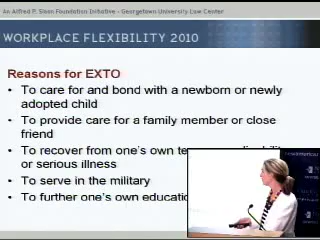 An Alfred P. Sloan Foundation Initiative - Georgetown University Law Center
WORKPLACE FLEXIBILITY 2010
Reasons for EXTO
• To care for and bond with a newborn or newly
adopted child
• To provide care for a family member or close
friend
• To recover from one's own
or serious illness
• To serve in the military
• To further one's own